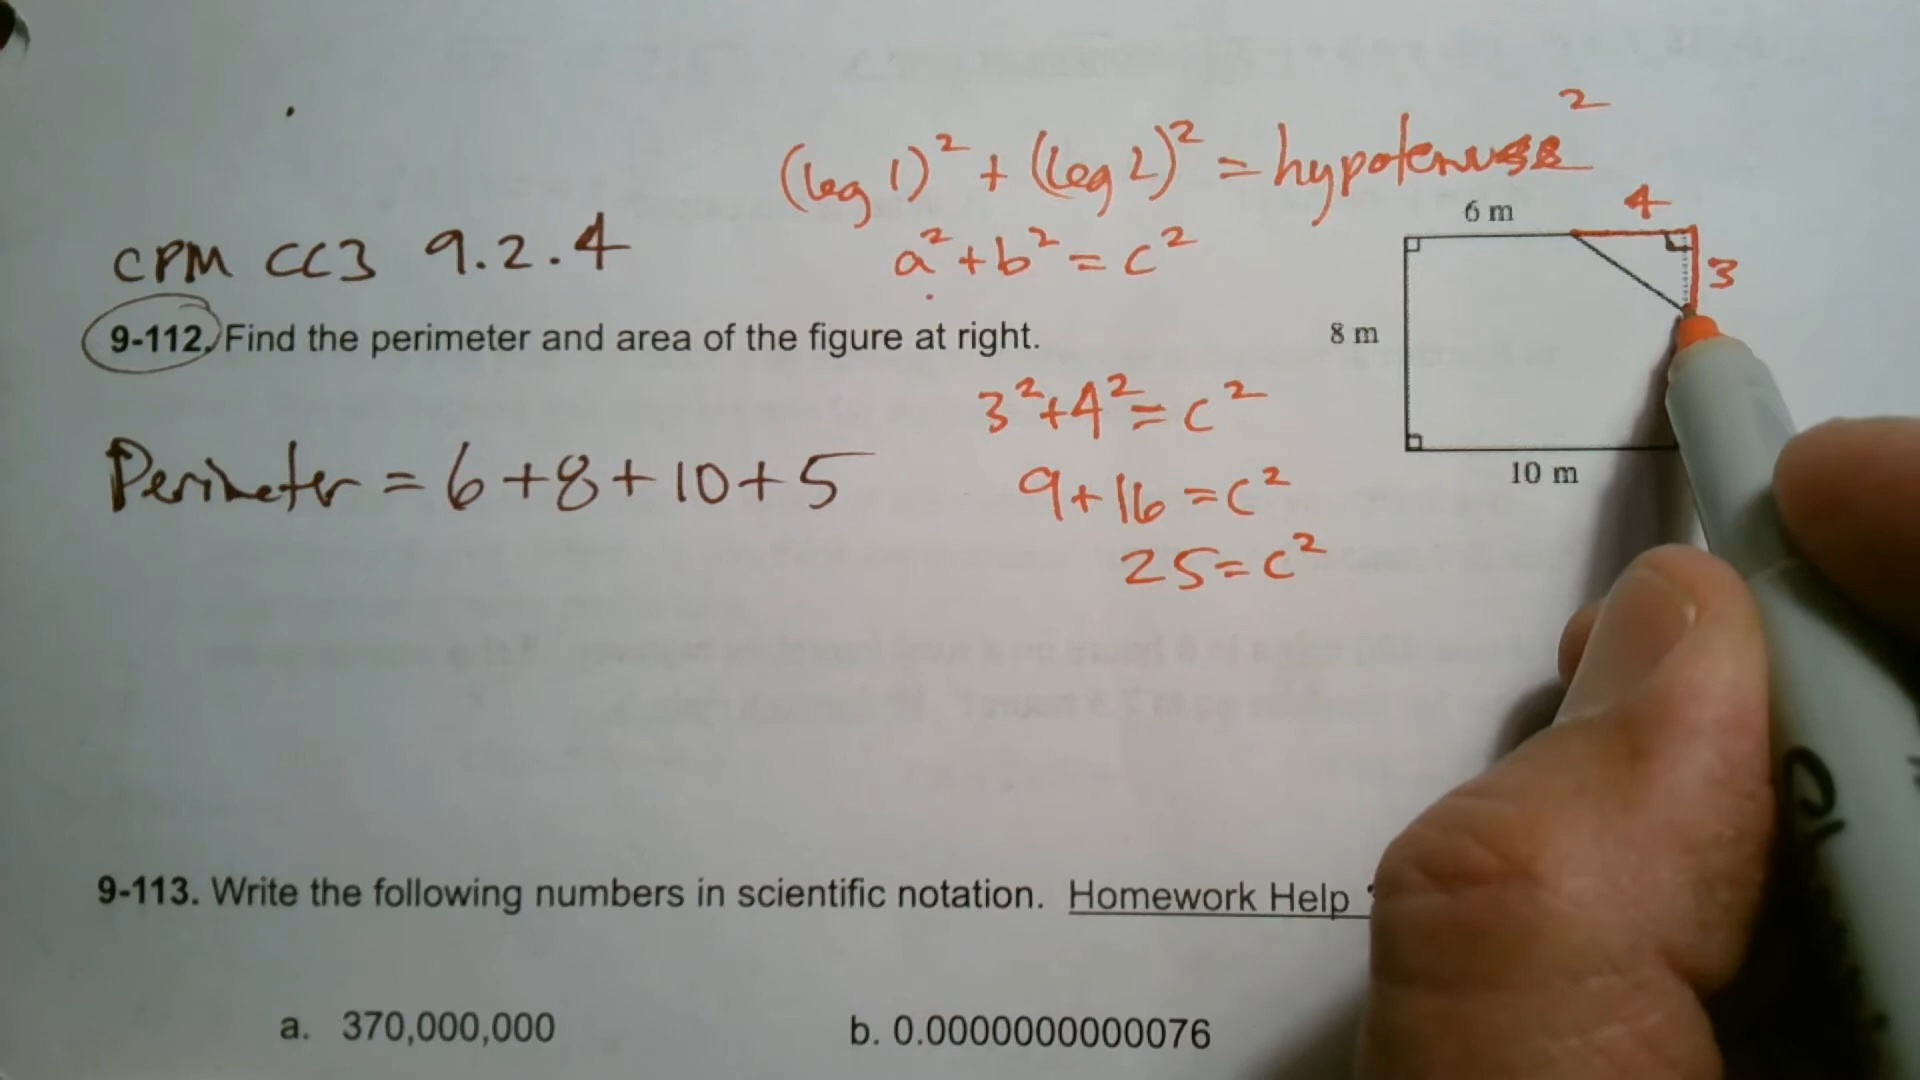 (leg 1)² + (leg 2)² = hypotenuse²
a² + b² = c²
CPM CC3 9.2.4
9-112. Find the perimeter and area of the figure at right.
6 m
4
3
8 m
10 m
3² + 4² = c²
9 + 16 = c²
25 = c²
Perimeter = 6 + 8 + 10 + 5
9-113. Write the following numbers in scientific notation. Homework Help
a. 370,000,000
b. 0.0000000000076